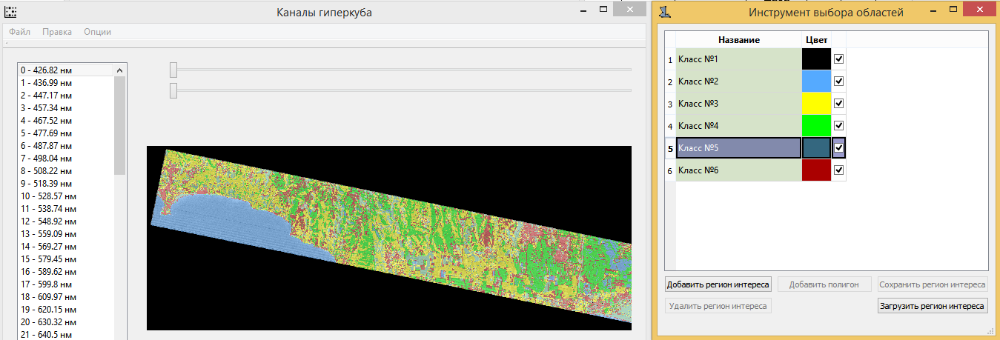 Каналы гиперкуба
Файл Правка Опции
0 - 426.82 нм
1 - 436.99 нм
2 - 447.17 нм
3 - 457.34 нм
4 - 467.52 нм
5 - 477.69 нм
6 - 487.87 нм
7 - 498.04 нм
8 - 508.22 нм
9 - 518.39 нм
10 - 528.57 нм
11 - 538.74 нм
12 - 548.92 нм
13 - 559.09 нм
14 - 569.27 нм
15 - 579.45 нм
16 - 589.62 нм
17 - 599.8 нм
18 - 609.97 нм
19 - 620.15 нм
20 - 630.32 нм
21 - 640.5 нм
Инструмент выбора областей
Название Цвет
1 Класс №1
2 Класс №2
3 Класс №3
4 Класс №4
5 Класс №5
6 Класс №6
Добавить регион интереса Добавить полигон Сохранить регион интереса
Удалить регион интереса Загрузить регион интереса